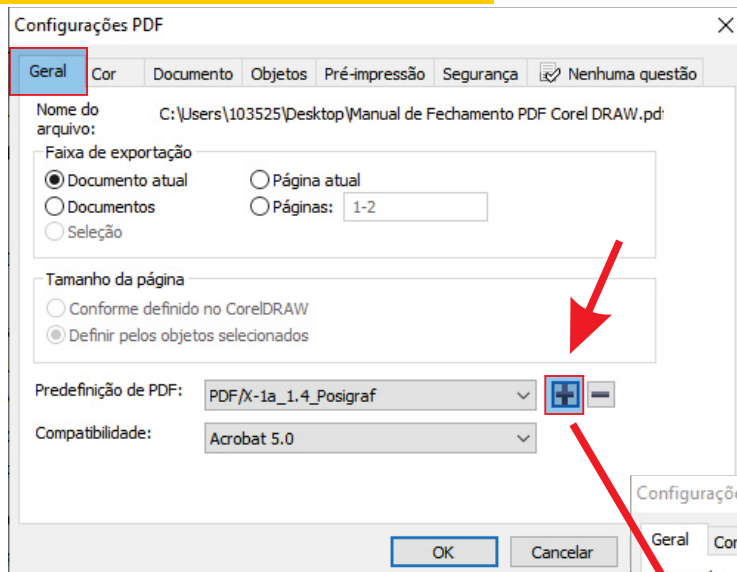 Configurações PDF
Geral Cor Documento Objetos Pré-impressão Segurança Nenhuma questão
Nome do arquivo: C:\Users\103525\Desktop\Manual de Fechamento PDF Corel DRAW.pd
Faixa de exportação
Documento atual Página atual
Documentos Páginas: 1-2
Seleção
Tamanho da página
Conforme definido no CorelDRAW
Definir pelos objetos selecionados
Predefinição de PDF: PDF/X-1a_1.4_Posigraf
Compatibilidade: Acrobat 5.0
Configuraçõe
Geral Cor
OK Cancelar